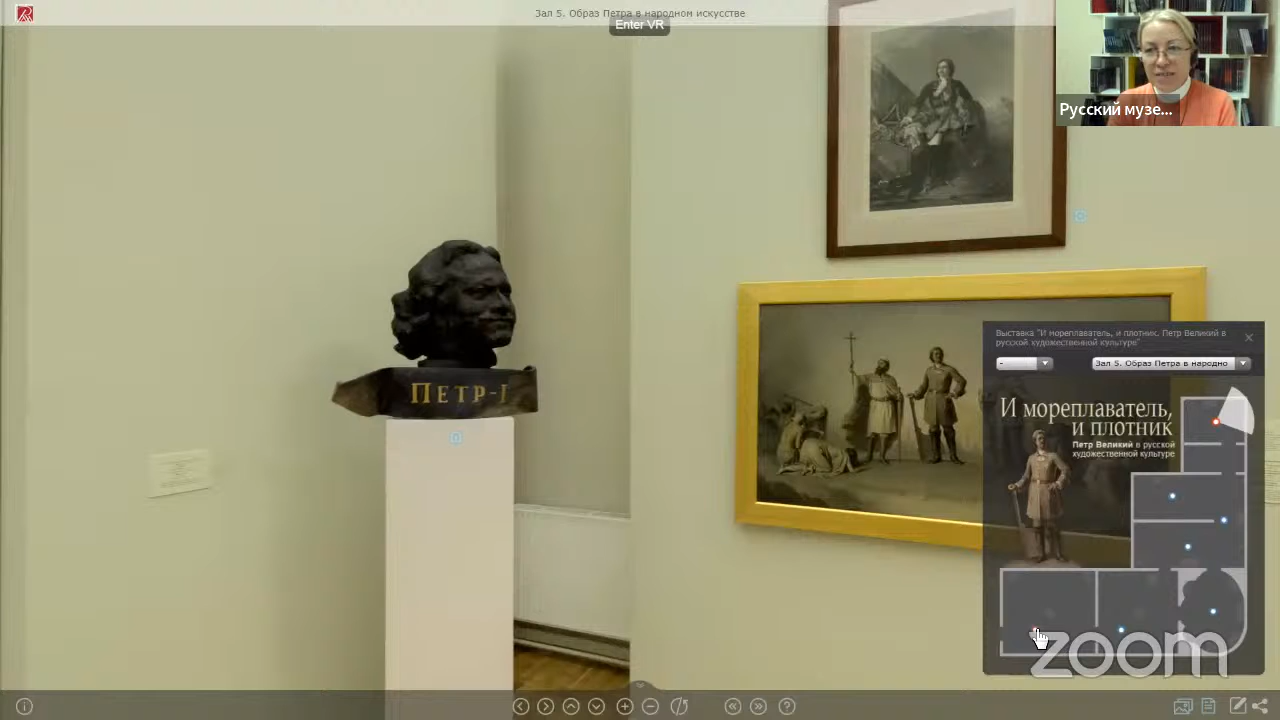 Зал 5. Образ Петра в народном искусстве
Enter VR
Русский музе...
ПЕТР-I
Выставка "И мореплаватель, и плотник. Петр Великий в
русской художественной культуре"
-
Зал 5. Образ Петра в народно
И мореплаватель,
и плотник
Петр Великий в русской
художественной культуре
zoom